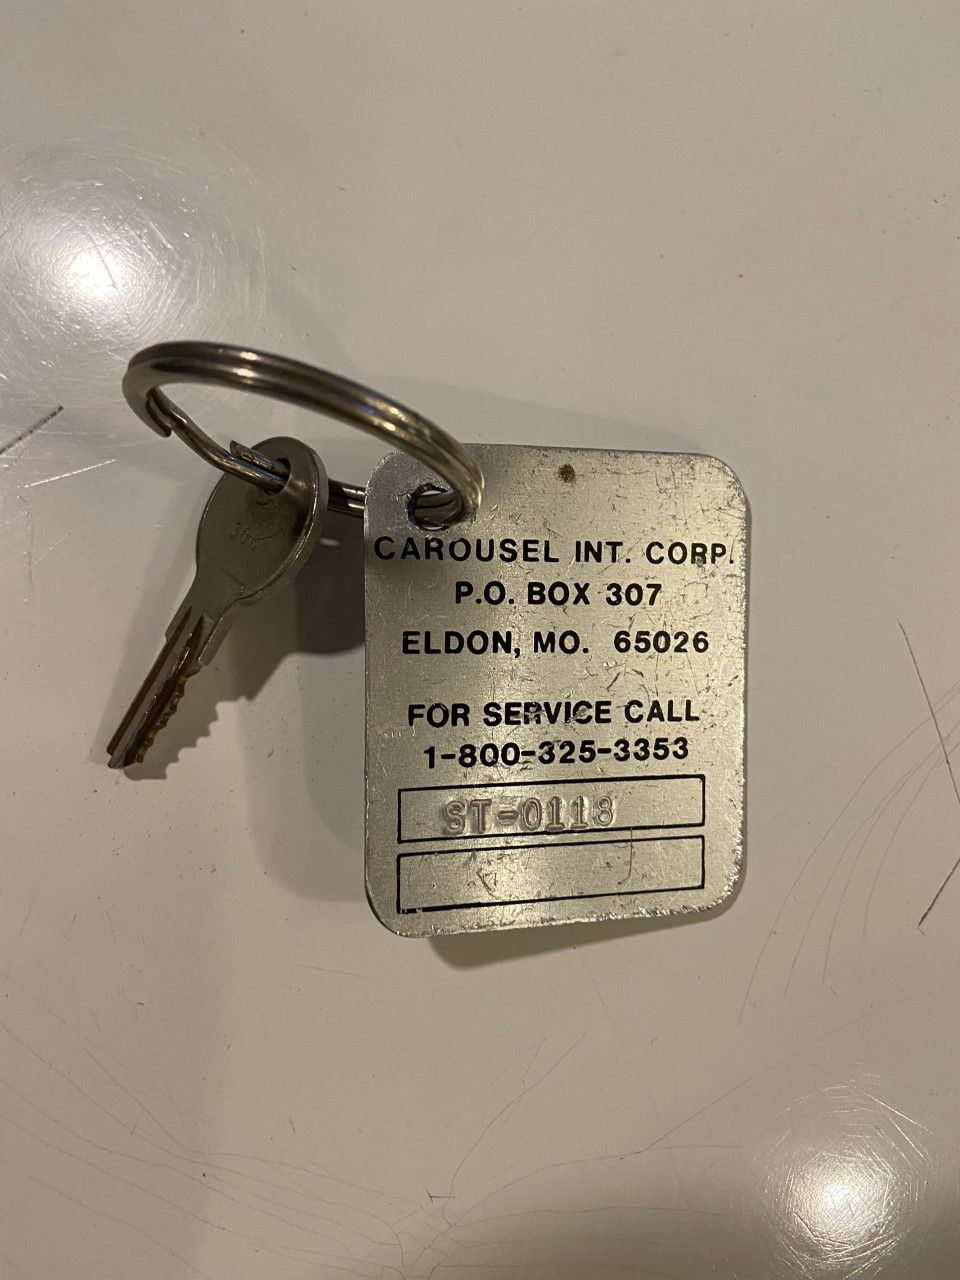 CAROUSEL INT. CORP.
P.O. BOX 307
ELDON, MO. 65026
FOR SERVICE CALL
1-800-325-3353
ST-0118